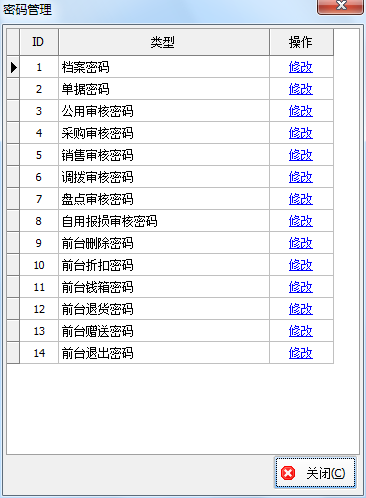 密码管理
ID 类型 操作
1 档案密码 修改
2 单据密码 修改
3 公用审核密码 修改
4 采购审核密码 修改
5 销售审核密码 修改
6 调拨审核密码 修改
7 盘点审核密码 修改
8 自用报损审核密码 修改
9 前台删除密码 修改
10 前台折扣密码 修改
11 前台钱箱密码 修改
12 前台退货密码 修改
13 前台赠送密码 修改
14 前台退出密码 修改
关闭(C)